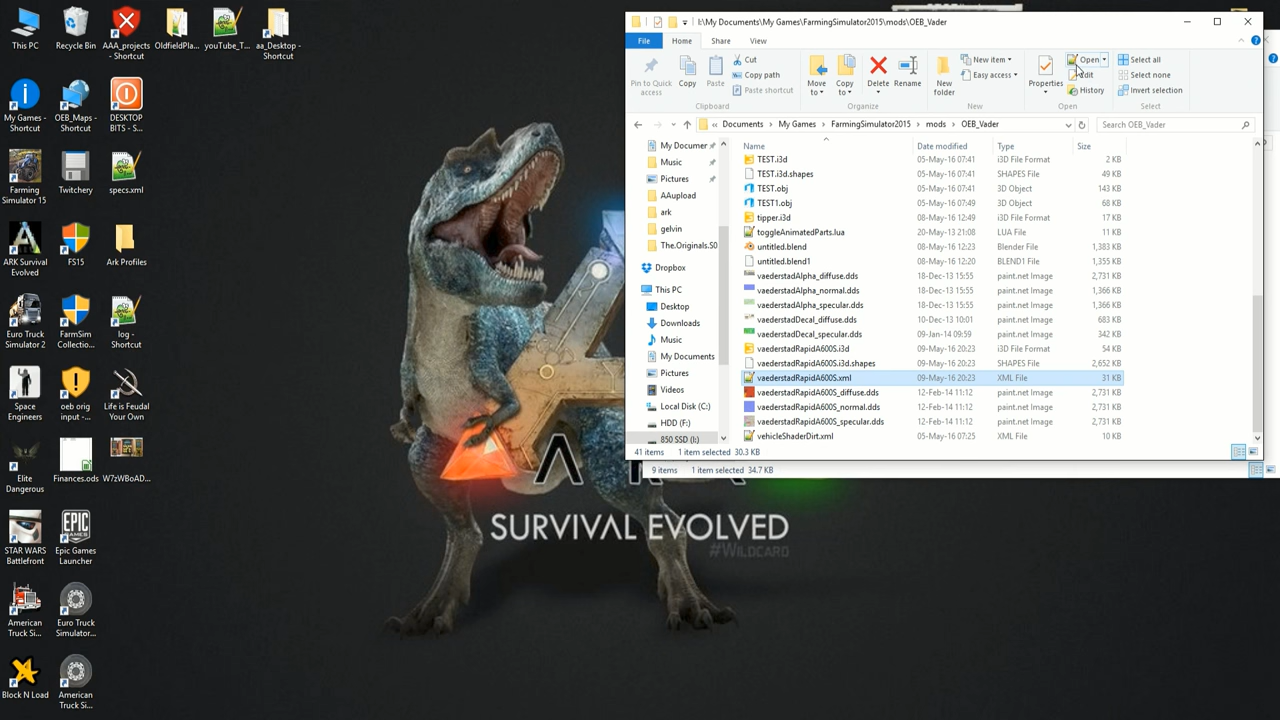 This PC
Recycle Bin
AAA_projects
- Shortcut
OldfieldPla...
youTube_T...
aa_Desktop -
Shortcut
My Games -
Shortcut
OEB_Maps -
Shortcut
DESKTOP
BITS - S...
Farming
Simulator 15
Twitchery
specs.xml
ARK Survival
Evolved
FS15
Ark Profiles
Euro Truck
Simulator 2
FarmSim
Collectio...
log -
Shortcut
Space
Engineers
oeb orig
input - ...
Life is Feudal
Your Own
Elite
Dangerous
Finances.ods
W7zWBoAD...
STAR WARS
Battlefront
Epic Games
Launcher
American
Truck Si...
Euro Truck
Simulator...
Block N Load
American
Truck Si...
SURVIVAL EVOLVED
#WILDCARD
I:\My Documents\My Games\FarmingSimulator2015\mods\OEB_Vader
File Home Share View
Pin to Quick
access
Copy
Paste
Cut
Copy path
Paste shortcut
Clipboard
Move
to
Copy
to
Delete
Rename
Organize
New
folder
New item
Easy access
New
Properties
Open
Edit
History
Open
Select all
Select none
Invert selection
Select
« Documents My Games FarmingSimulator2015 mods OEB_Vader
Search OEB_Vader
My Documer
Music
Pictures
AAupload
ark
gelvin
The.Originals.S0
Dropbox
This PC
Desktop
Downloads
Music
My Documents
Pictures
Videos
Local Disk (C:)
HDD (F:)
850 SSD (I:)
Name Date modified Type Size
TEST.i3d 05-May-16 07:41 i3D File Format 2 KB
TEST.i3d.shapes 05-May-16 07:41 SHAPES File 49 KB
TEST.obj 05-May-16 07:41 3D Object 143 KB
TEST1.obj 05-May-16 07:49 3D Object 68 KB
tipper.i3d 08-May-16 12:49 i3D File Format 17 KB
toggleAnimatedParts.lua 20-May-13 21:08 LUA File 11 KB
untitled.blend 08-May-16 12:23 Blender File 1,383 KB
untitled.blend1 08-May-16 12:20 BLEND1 File 1,355 KB
vaederstadAlpha_diffuse.dds 18-Dec-13 15:55 paint.net Image 2,731 KB
vaederstadAlpha_normal.dds 18-Dec-13 15:55 paint.net Image 1,366 KB
vaederstadAlpha_specular.dds 18-Dec-13 15:55 paint.net Image 1,366 KB
vaederstadDecal_diffuse.dds 10-Dec-13 10:01 paint.net Image 683 KB
vaederstadDecal_specular.dds 09-Jan-14 09:59 paint.net Image 342 KB
vaederstadRapidA600S.i3d 09-May-16 20:23 i3D File Format 54 KB
vaederstadRapidA600S.i3d.shapes 09-May-16 20:23 SHAPES File 2,652 KB
vaederstadRapidA600S.xml 09-May-16 20:23 XML File 31 KB
vaederstadRapidA600S_diffuse.dds 12-Feb-14 11:12 paint.net Image 2,731 KB
vaederstadRapidA600S_normal.dds 12-Feb-14 11:12 paint.net Image 2,731 KB
vaederstadRapidA600S_specular.dds 12-Feb-14 11:12 paint.net Image 2,731 KB
vehicleShaderDirt.xml 05-May-16 07:25 XML File 10 KB
41 items 1 item selected 30.3 KB
9 items 1 item selected 34.7 KB